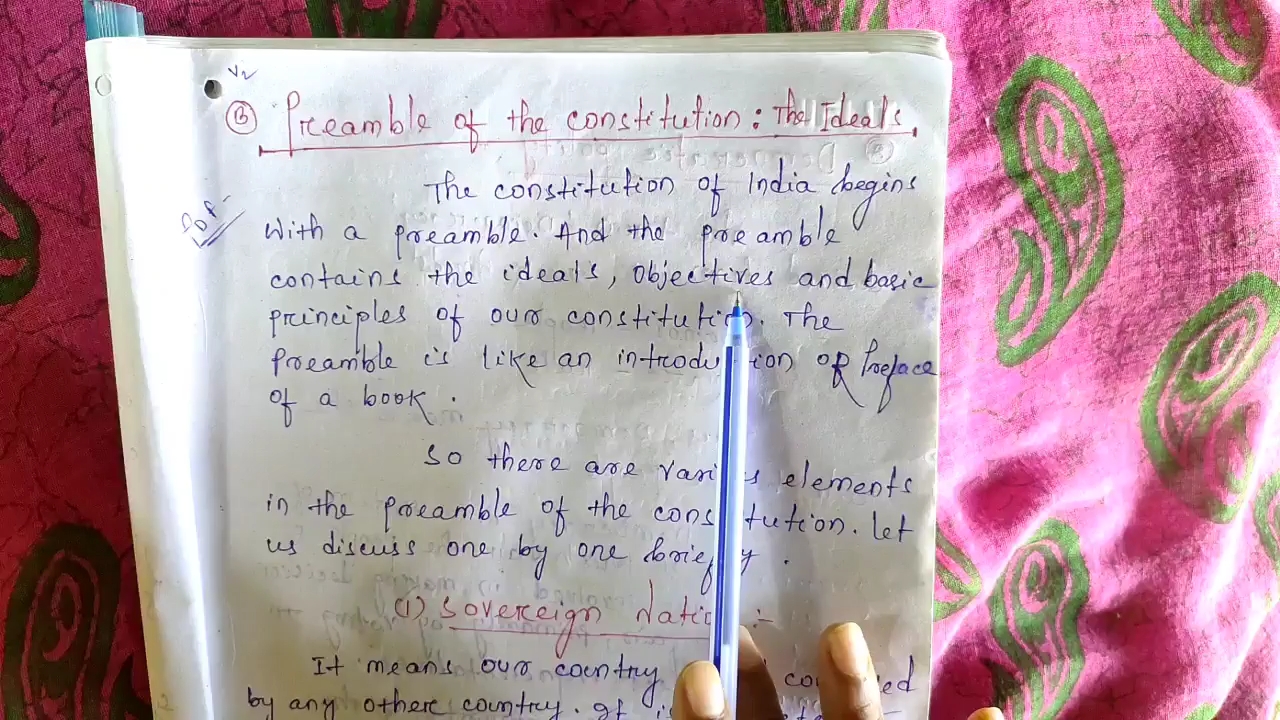 (B) Preamble of the constitution: The Ideals
The constitution of India begins
Def-
with a preamble. And the preamble
contains the ideals, objectives and basic
principles of our constitution. The
preamble is like an introduction OR Preface
of a book.
So there are various elements
in the preamble of the constitution. Let
us discuss one by one briefly.
(1) Sovereign Nation :-
It means our country
by any other country. It is